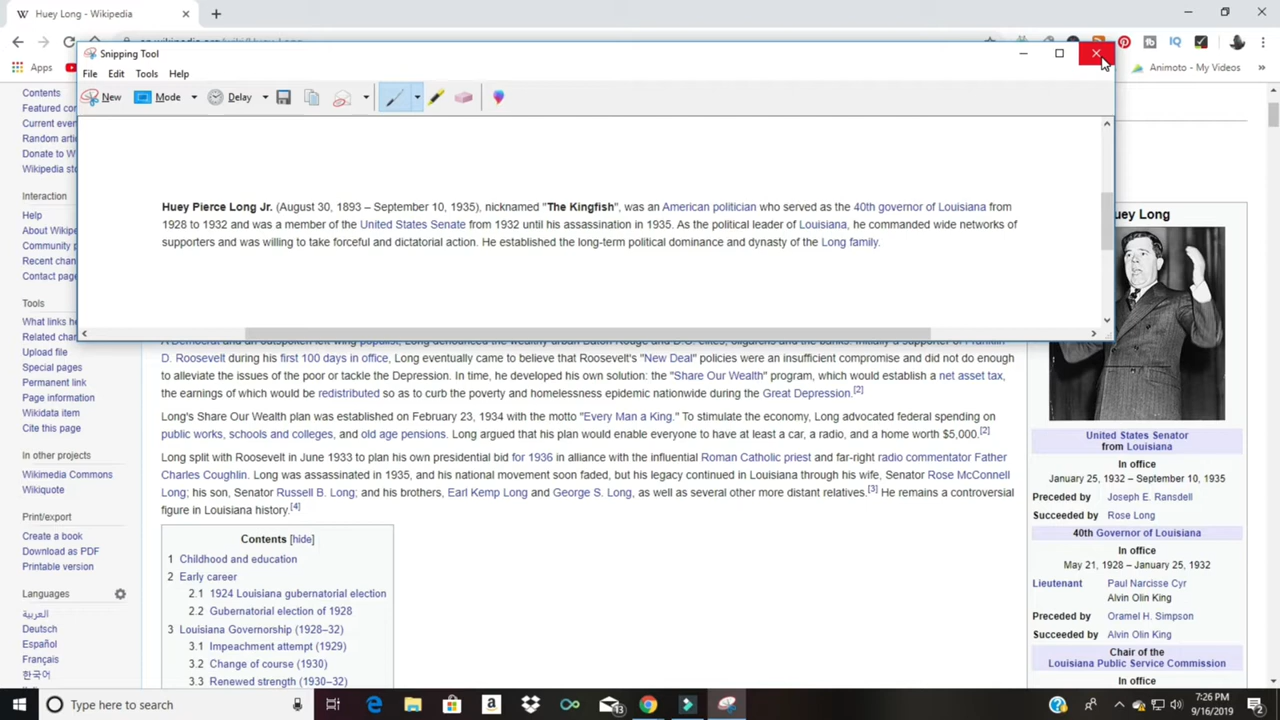 Huey Long - Wikipedia
Apps
Animoto - My Videos
Snipping Tool
File Edit Tools Help
New Mode Delay
Huey Pierce Long Jr. (August 30, 1893 – September 10, 1935), nicknamed "The Kingfish", was an American politician who served as the 40th governor of Louisiana from
1928 to 1932 and was a member of the United States Senate from 1932 until his assassination in 1935. As the political leader of Louisiana, he commanded wide networks of
supporters and was willing to take forceful and dictatorial action. He established the long-term political dominance and dynasty of the Long family.
Contents
Featured con
Current even
Random artic
Donate to W
Wikipedia sto
Interaction
Help
About Wikipe
Community p
Recent chan
Contact page
Tools
What links he
Related chan
Upload file
Special pages
Permanent link
Page information
Wikidata item
Cite this page
In other projects
Wikimedia Commons
Wikiquote
Print/export
Create a book
Download as PDF
Printable version
Languages
العربية
Deutsch
Español
Français
한국어
D. Roosevelt during his first 100 days in office, Long eventually came to believe that Roosevelt's "New Deal" policies were an insufficient compromise and did not do enough
to alleviate the issues of the poor or tackle the Depression. In time, he developed his own solution: the "Share Our Wealth" program, which would establish a net asset tax,
the earnings of which would be redistributed so as to curb the poverty and homelessness epidemic nationwide during the Great Depression.[2]
Long's Share Our Wealth plan was established on February 23, 1934 with the motto "Every Man a King." To stimulate the economy, Long advocated federal spending on
public works, schools and colleges, and old age pensions. Long argued that his plan would enable everyone to have at least a car, a radio, and a home worth $5,000.[2]
Long split with Roosevelt in June 1933 to plan his own presidential bid for 1936 in alliance with the influential Roman Catholic priest and far-right radio commentator Father
Charles Coughlin. Long was assassinated in 1935, and his national movement soon faded, but his legacy continued in Louisiana through his wife, Senator Rose McConnell
Long; his son, Senator Russell B. Long; and his brothers, Earl Kemp Long and George S. Long, as well as several other more distant relatives.[3] He remains a controversial
figure in Louisiana history.[4]
Contents [hide]
1 Childhood and education
2 Early career
2.1 1924 Louisiana gubernatorial election
2.2 Gubernatorial election of 1928
3 Louisiana Governorship (1928–32)
3.1 Impeachment attempt (1929)
3.2 Change of course (1930)
3.3 Renewed strength (1930–32)
uey Long
United States Senator
from Louisiana
In office
January 25, 1932 – September 10, 1935
Preceded by Joseph E. Ransdell
Succeeded by Rose Long
40th Governor of Louisiana
In office
May 21, 1928 – January 25, 1932
Lieutenant Paul Narcisse Cyr
Alvin Olin King
Preceded by Oramel H. Simpson
Succeeded by Alvin Olin King
Chair of the
Louisiana Public Service Commission
In office
Type here to search
13
7:26 PM
9/16/2019
2